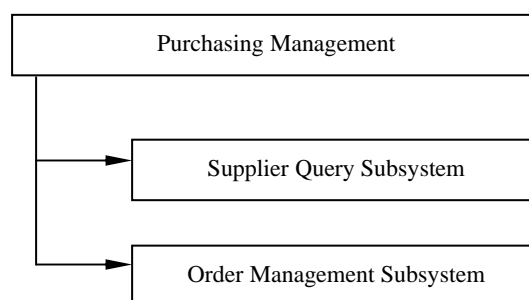 Purchasing Management
Supplier Query Subsystem
Order Management Subsystem